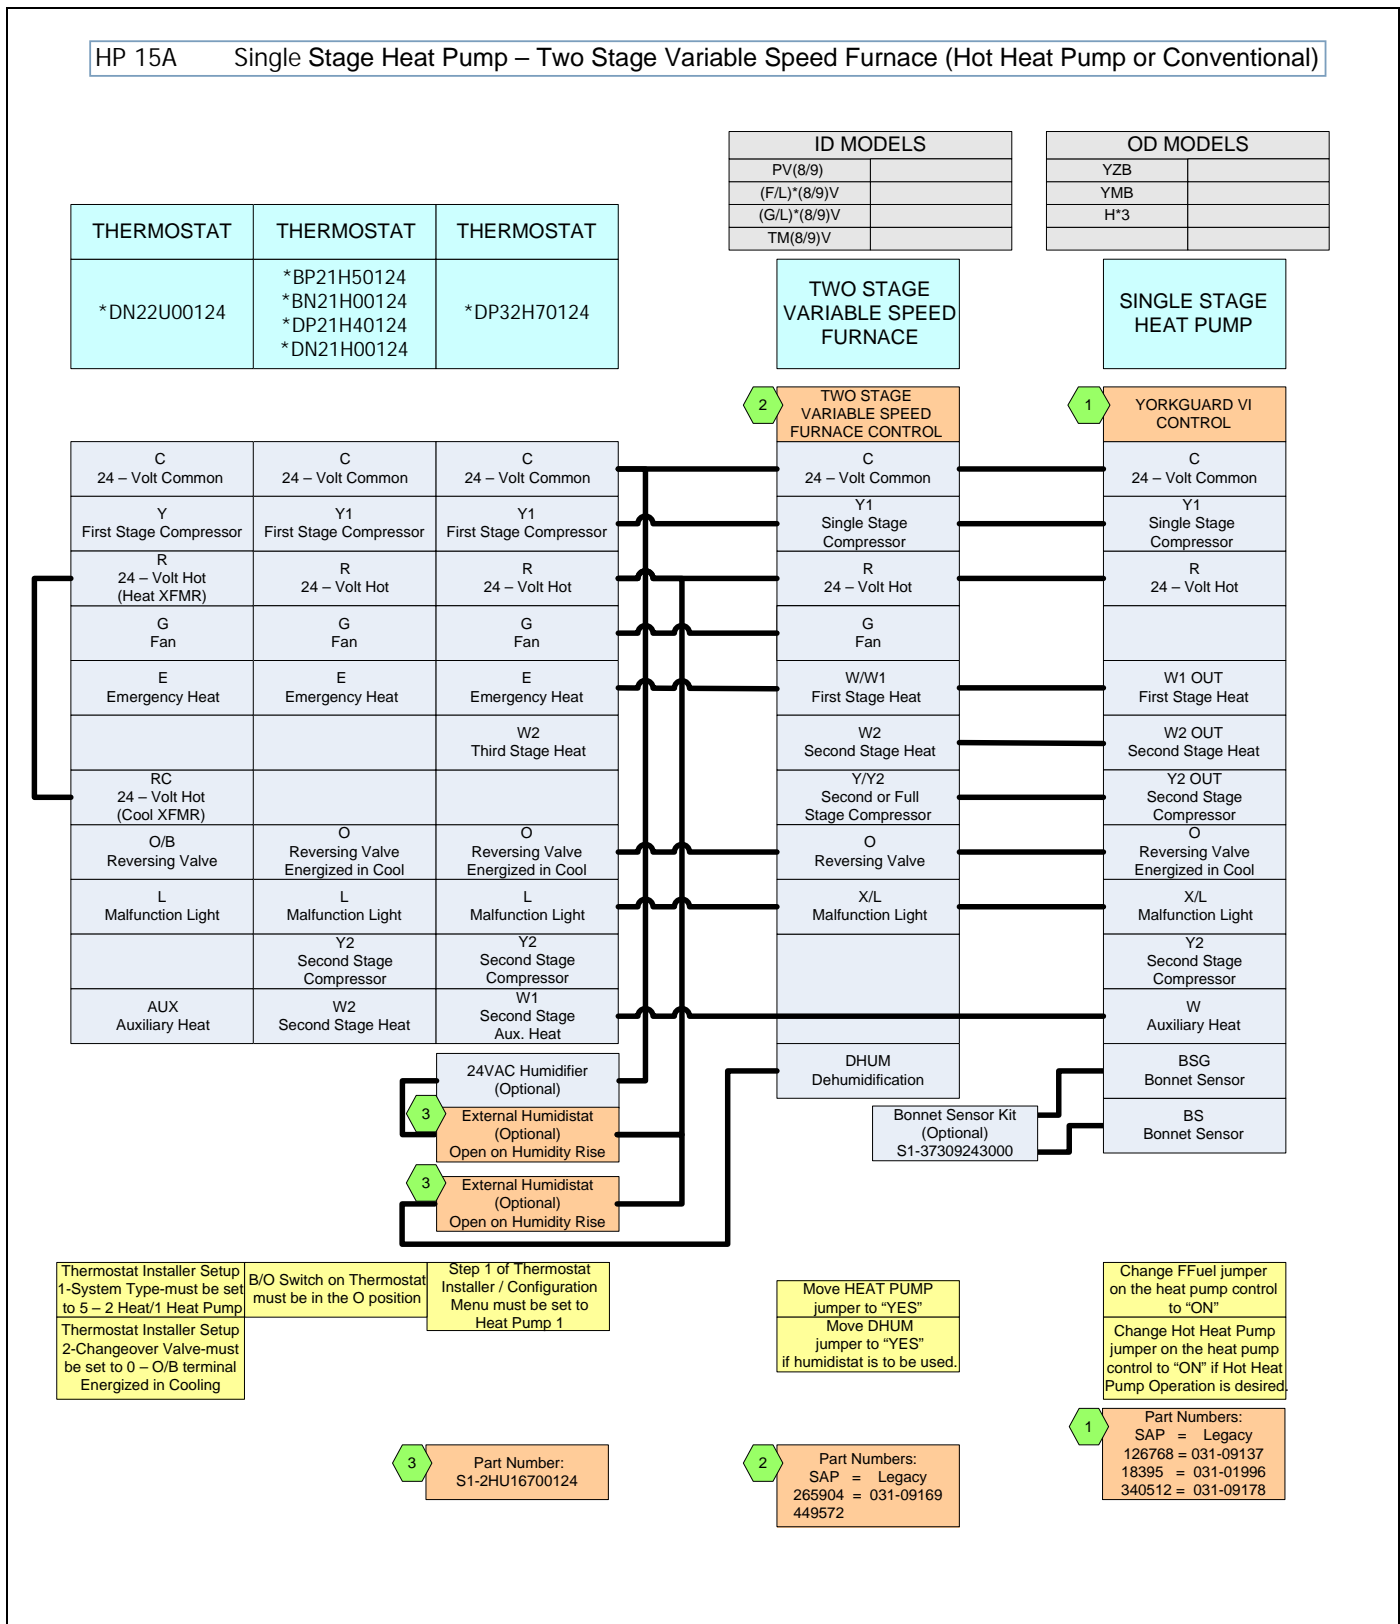 HP 15A Single Stage Heat Pump – Two Stage Variable Speed Furnace (Hot Heat Pump or Conventional)
ID MODELS
PV(8/9)
(F/L)*(8/9)V
(G/L)*(8/9)V
TM(8/9)V
OD MODELS
YZB
YMB
H*3
THERMOSTAT
*DN22U00124
THERMOSTAT
*BP21H50124
*BN21H00124
*DP21H40124
*DN21H00124
THERMOSTAT
*DP32H70124
TWO STAGE
VARIABLE SPEED
FURNACE
SINGLE STAGE
HEAT PUMP
2
TWO STAGE
VARIABLE SPEED
FURNACE CONTROL
1
YORKGUARD VI
CONTROL
C
24 – Volt Common
C
24 – Volt Common
C
24 – Volt Common
C
24 – Volt Common
C
24 – Volt Common
Y
First Stage Compressor
Y1
First Stage Compressor
Y1
First Stage Compressor
Y1
Single Stage
Compressor
Y1
Single Stage
Compressor
R
24 – Volt Hot
(Heat XFMR)
R
24 – Volt Hot
R
24 – Volt Hot
R
24 – Volt Hot
R
24 – Volt Hot
G
Fan
G
Fan
G
Fan
G
Fan
E
Emergency Heat
E
Emergency Heat
E
Emergency Heat
W/W1
First Stage Heat
W1 OUT
First Stage Heat
W2
Third Stage Heat
W2
Second Stage Heat
W2 OUT
Second Stage Heat
RC
24 – Volt Hot
(Cool XFMR)
Y/Y2
Second or Full
Stage Compressor
Y2 OUT
Second Stage
Compressor
O/B
Reversing Valve
O
Reversing Valve
Energized in Cool
O
Reversing Valve
Energized in Cool
O
Reversing Valve
O
Reversing Valve
Energized in Cool
L
Malfunction Light
L
Malfunction Light
L
Malfunction Light
X/L
Malfunction Light
X/L
Malfunction Light
Y2
Second Stage
Compressor
Y2
Second Stage
Compressor
Y2
Second Stage
Compressor
AUX
Auxiliary Heat
W2
Second Stage Heat
W1
Second Stage
Aux. Heat
W
Auxiliary Heat
24VAC Humidifier
(Optional)
DHUM
Dehumidification
BSG
Bonnet Sensor
3
External Humidistat
(Optional)
Open on Humidity Rise
Bonnet Sensor Kit
(Optional)
S1-37309243000
BS
Bonnet Sensor
3
External Humidistat
(Optional)
Open on Humidity Rise
Thermostat Installer Setup
1-System Type-must be set
to 5 – 2 Heat/1 Heat Pump
Thermostat Installer Setup
2-Changeover Valve-must
be set to 0 – O/B terminal
Energized in Cooling
B/O Switch on Thermostat
must be in the O position
Step 1 of Thermostat
Installer / Configuration
Menu must be set to
Heat Pump 1
Move HEAT PUMP
jumper to “YES”
Move DHUM
jumper to “YES”
if humidistat is to be used.
Change FFuel jumper
on the heat pump control
to “ON”
Change Hot Heat Pump
jumper on the heat pump
control to “ON” if Hot Heat
Pump Operation is desired.
3
Part Number:
S1-2HU16700124
2
Part Numbers:
SAP = Legacy
265904 = 031-09169
449572
1
Part Numbers:
SAP = Legacy
126768 = 031-09137
18395 = 031-01996
340512 = 031-09178